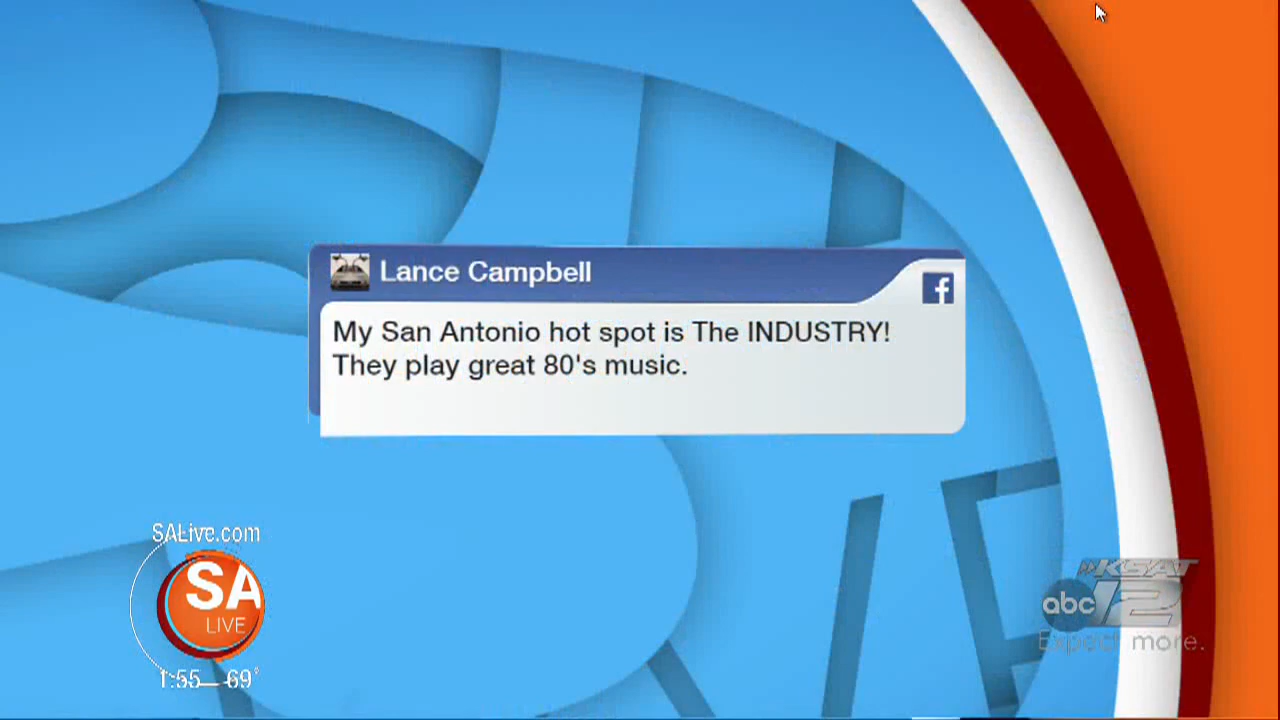 Lance Campbell
f
My San Antonio hot spot is The INDUSTRY!
They play great 80's music.
SALive.com
SA
LIVE
1:55 69°
KSAT
abc 12
Expect more.